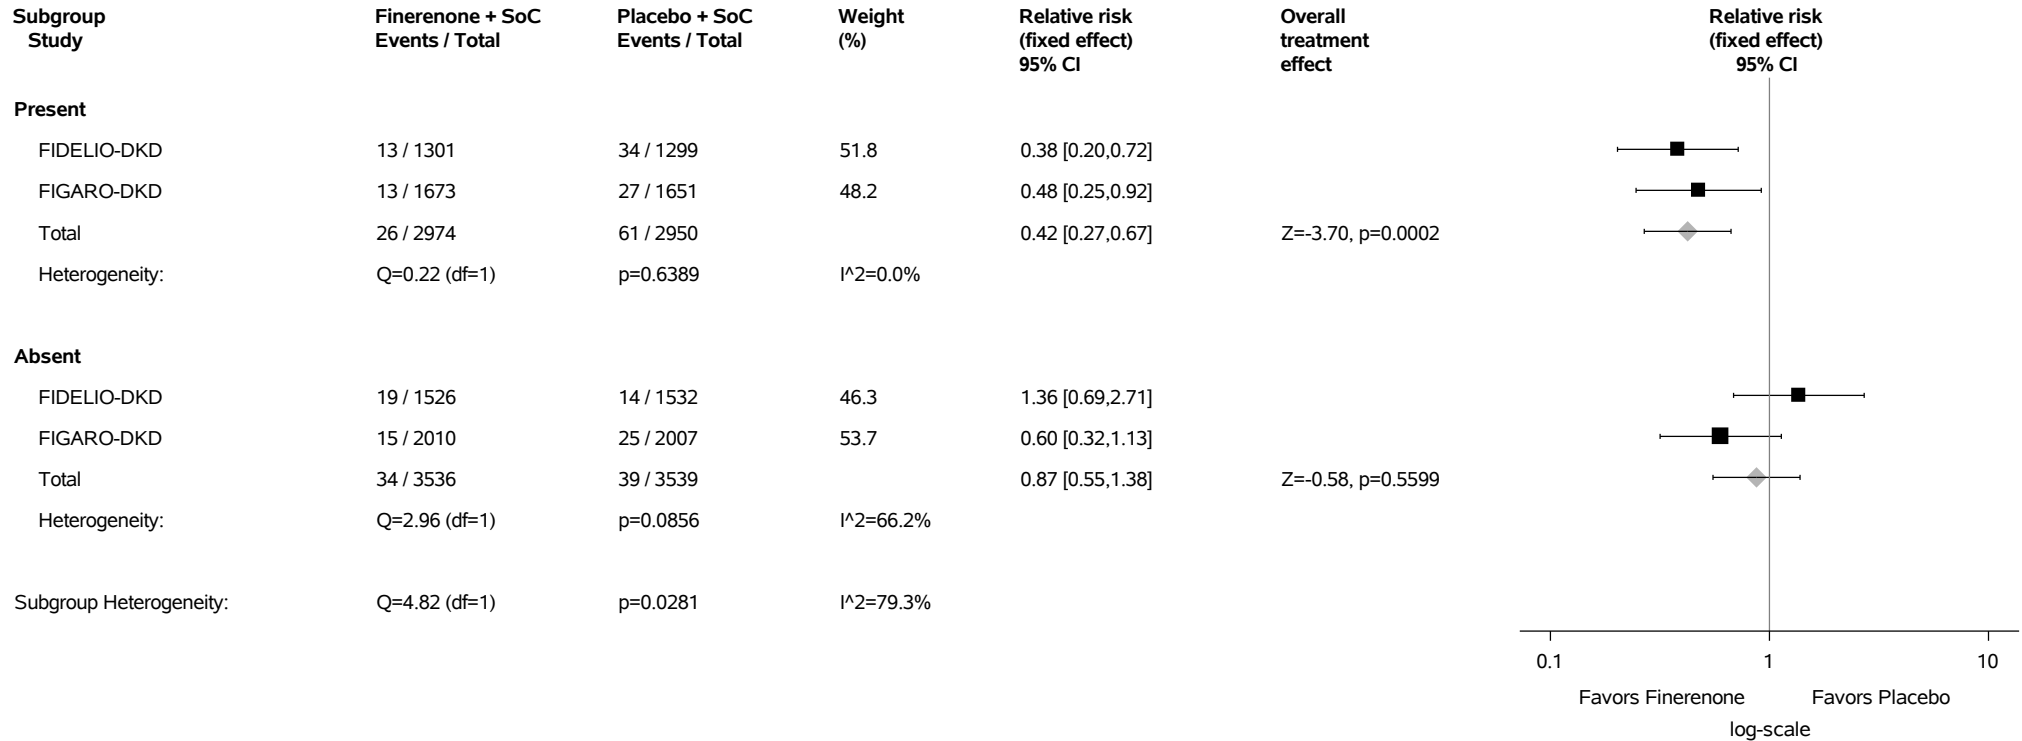 Subgroup Finerenone + SoC Placebo + SoC Weight Relative risk Overall Relative risk
Study Events / Total Events / Total (%) (fixed effect) treatment (fixed effect)
95% CI effect 95% CI
Present
FIDELIO-DKD 13 / 1301 34 / 1299 51.8 0.38 [0.20,0.72]
FIGARO-DKD 13 / 1673 27 / 1651 48.2 0.48 [0.25,0.92]
Total 26 / 2974 61 / 2950 0.42 [0.27,0.67] Z=-3.70, p=0.0002
Heterogeneity: Q=0.22 (df=1) p=0.6389 I^2=0.0%
Absent
FIDELIO-DKD 19 / 1526 14 / 1532 46.3 1.36 [0.69,2.71]
FIGARO-DKD 15 / 2010 25 / 2007 53.7 0.60 [0.32,1.13]
Total 34 / 3536 39 / 3539 0.87 [0.55,1.38] Z=-0.58, p=0.5599
Heterogeneity: Q=2.96 (df=1) p=0.0856 I^2=66.2%
Subgroup Heterogeneity: Q=4.82 (df=1) p=0.0281 I^2=79.3%
0.1 1 10
Favors Finerenone Favors Placebo
log-scale